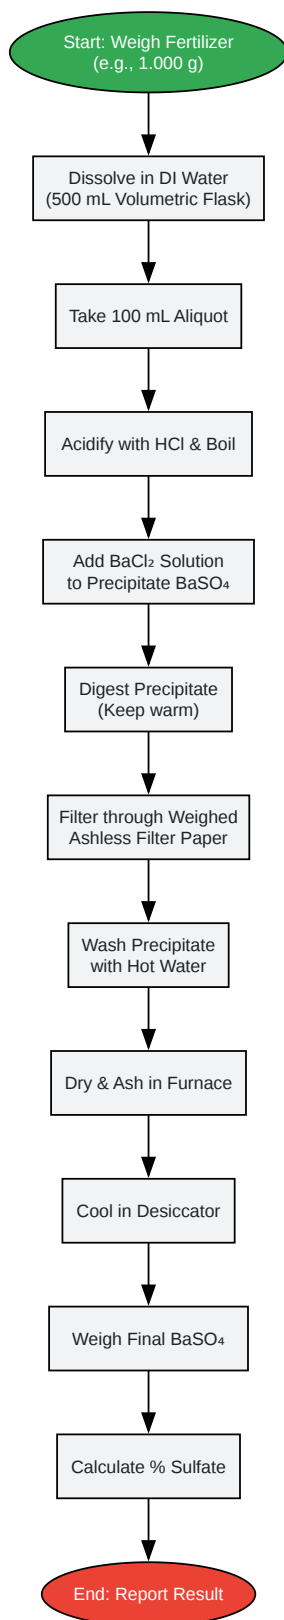 Start: Weigh Fertilizer
(e.g., 1.000 g)
Dissolve in DI Water
(500 mL Volumetric Flask)
Take 100 mL Aliquot
Acidify with HCl & Boil
Add BaCl₂ Solution
to Precipitate BaSO₄
Digest Precipitate
(Keep warm)
Filter through Weighed
Ashless Filter Paper
Wash Precipitate
with Hot Water
Dry & Ash in Furnace
Cool in Desiccator
Weigh Final BaSO₄
Calculate % Sulfate
End: Report Result